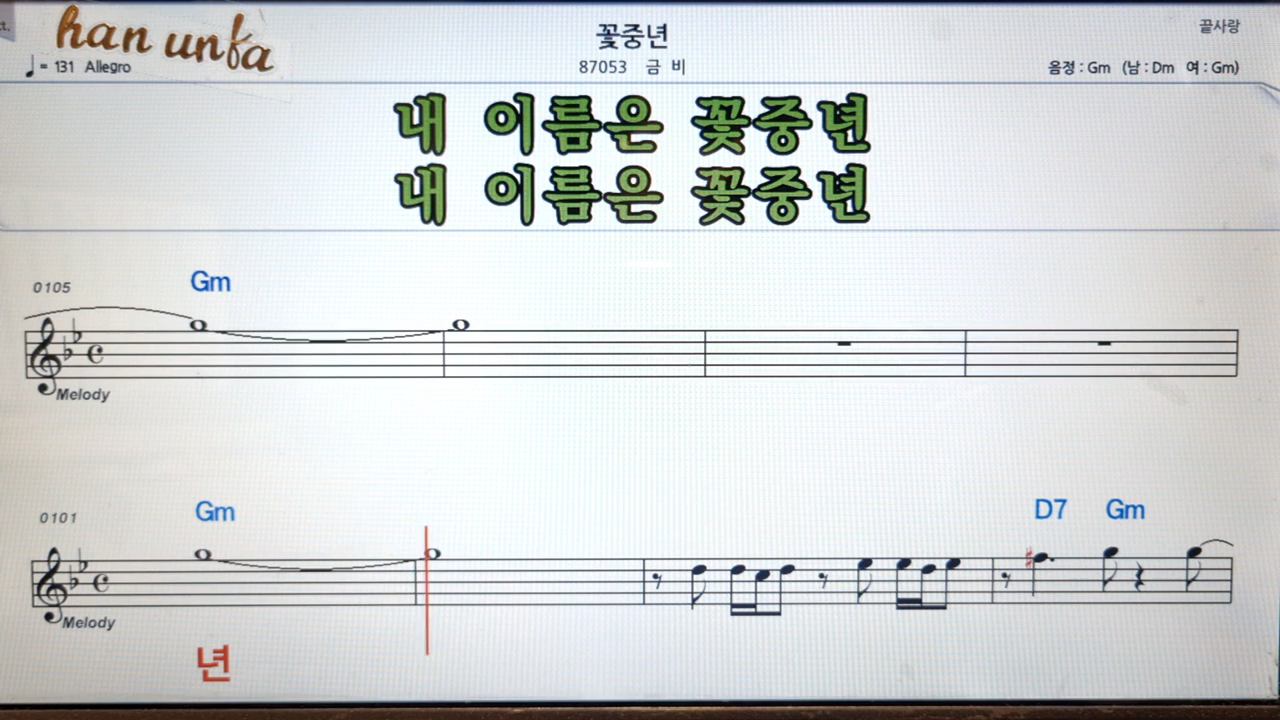 ct.
han unfa
꽃중년
끝사랑
♩= 131 Allegro
87053 금 비
음정 : Gm (남 : Dm 여 : Gm)
내 이름은 꽃중년
내 이름은 꽃중년
0105 Gm
Melody
0101 Gm D7 Gm
Melody
년